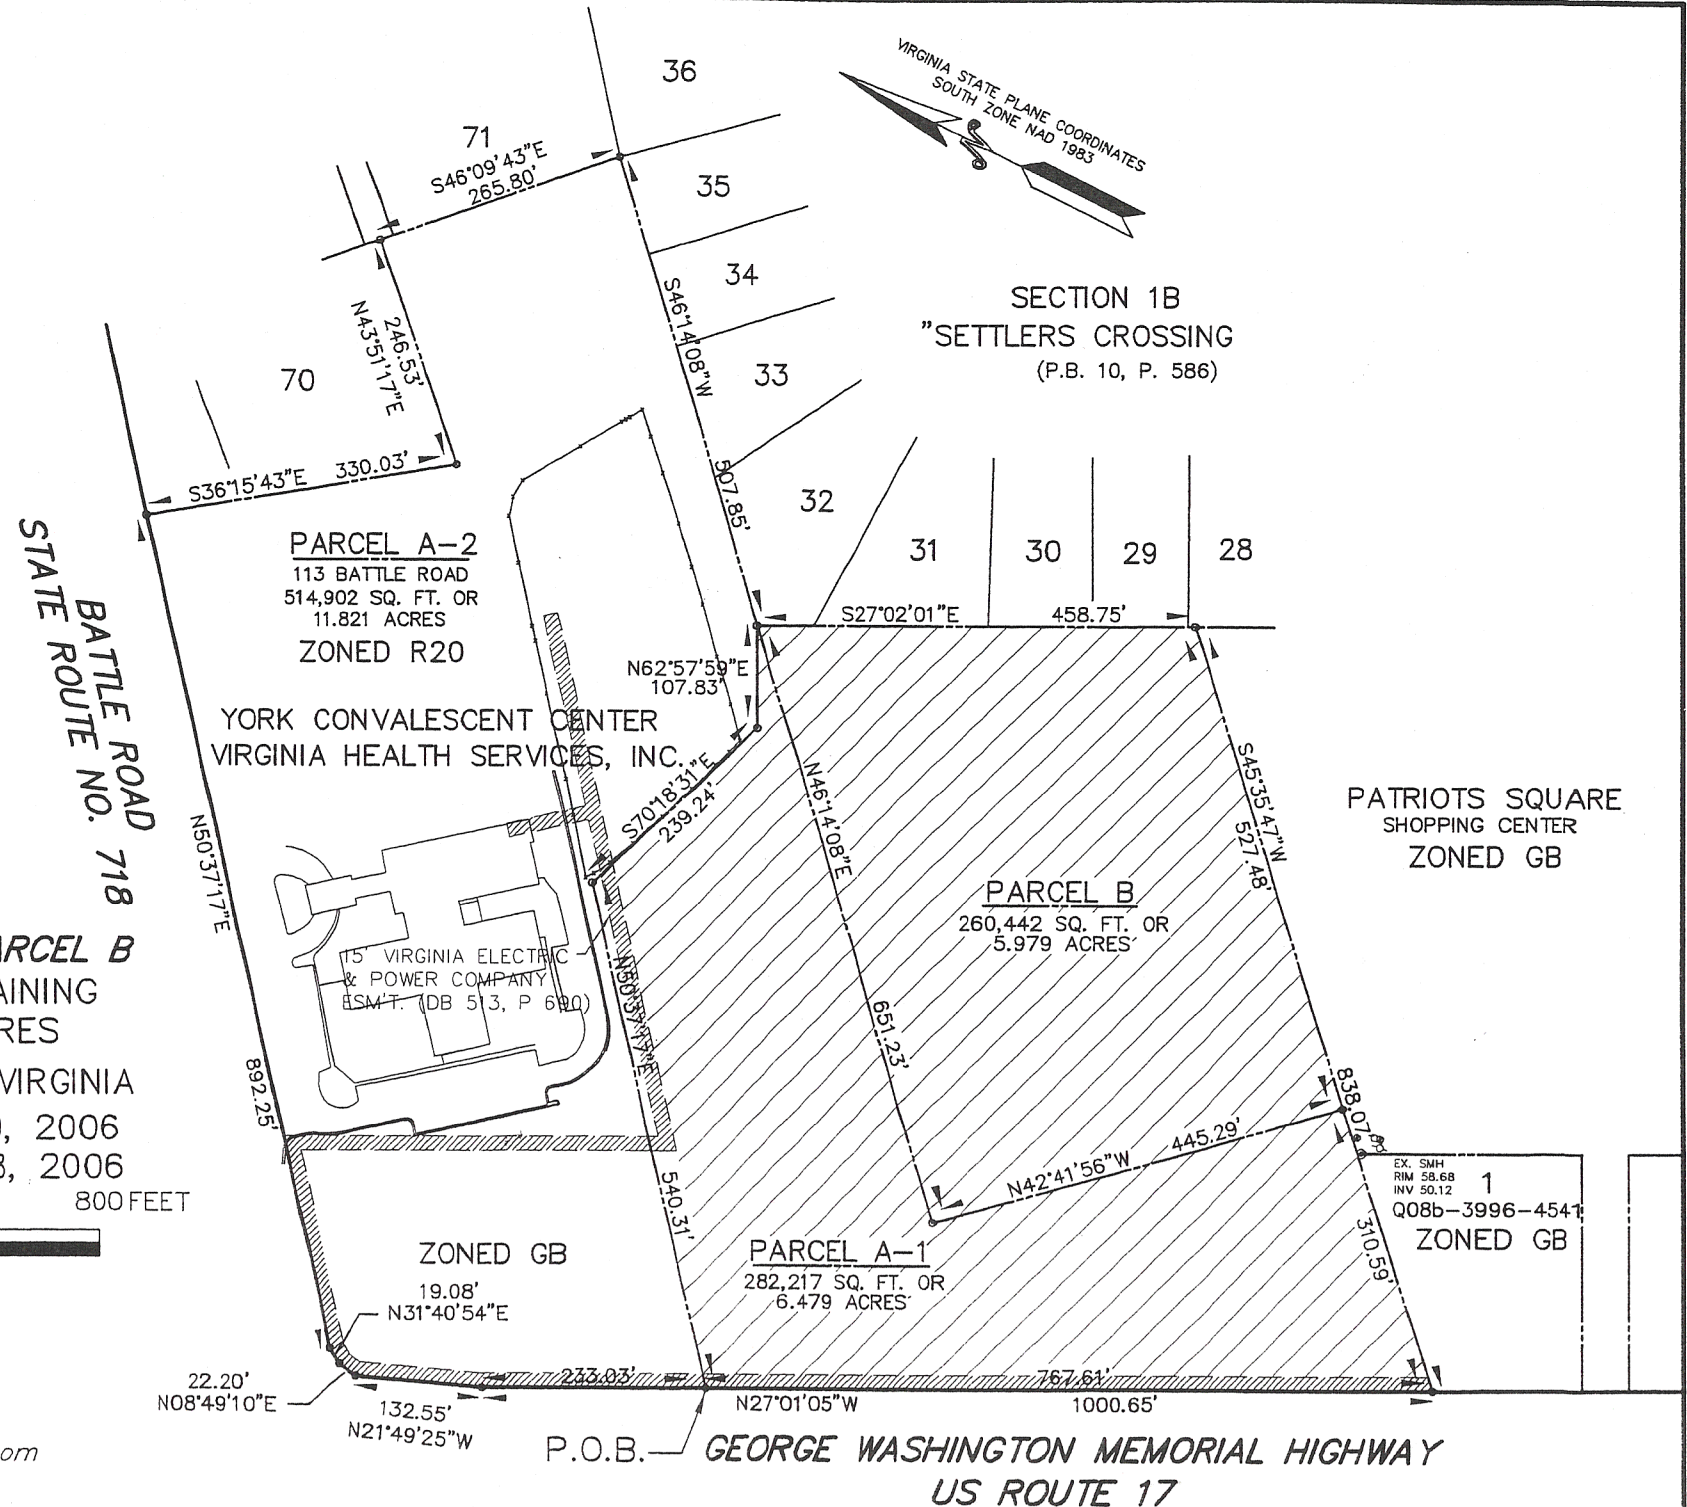 36
71
S46°09'43"E
265.80'
VIRGINIA STATE PLANE COORDINATES
SOUTH ZONE NAD 1983
35
34
SECTION 1B
"SETTLERS CROSSING
(P.B. 10, P. 586)
S46°14'08"W
507.85'
33
246.53'
N43°51'17"E
70
S36°15'43"E 330.03'
32
31
30
29
28
S27°02'01"E 458.75'
PARCEL A-2
113 BATTLE ROAD
514,902 SQ. FT. OR
11.821 ACRES
ZONED R20
BATTLE ROAD
STATE ROUTE NO. 718
N62°57'59"E
107.83'
YORK CONVALESCENT CENTER
VIRGINIA HEALTH SERVICES, INC.
S70°18'31"E
239.24'
N46°14'08"E
651.23'
S45°35'47"W
527.48'
838.07'
PATRIOTS SQUARE
SHOPPING CENTER
ZONED GB
PARCEL B
260,442 SQ. FT. OR
5.979 ACRES
N50°37'17"E
892.25'
15' VIRGINIA ELECTRIC
& POWER COMPANY
ESM'T. (DB 513, P 690)
N50°37'17"E
540.31'
ARCEL B
AINING
RES
VIRGINIA
, 2006
, 2006
800 FEET
N42°41'56"W 445.29'
EX. SMH
RIM 58.68
INV 50.12
1
Q08b-3996-4541
ZONED GB
310.59'
ZONED GB
PARCEL A-1
282,217 SQ. FT. OR
6.479 ACRES
19.08'
N31°40'54"E
22.20'
N08°49'10"E
132.55'
N21°49'25"W
233.03'
767.61'
N27°01'05"W 1000.65'
P.O.B.
GEORGE WASHINGTON MEMORIAL HIGHWAY
US ROUTE 17
om